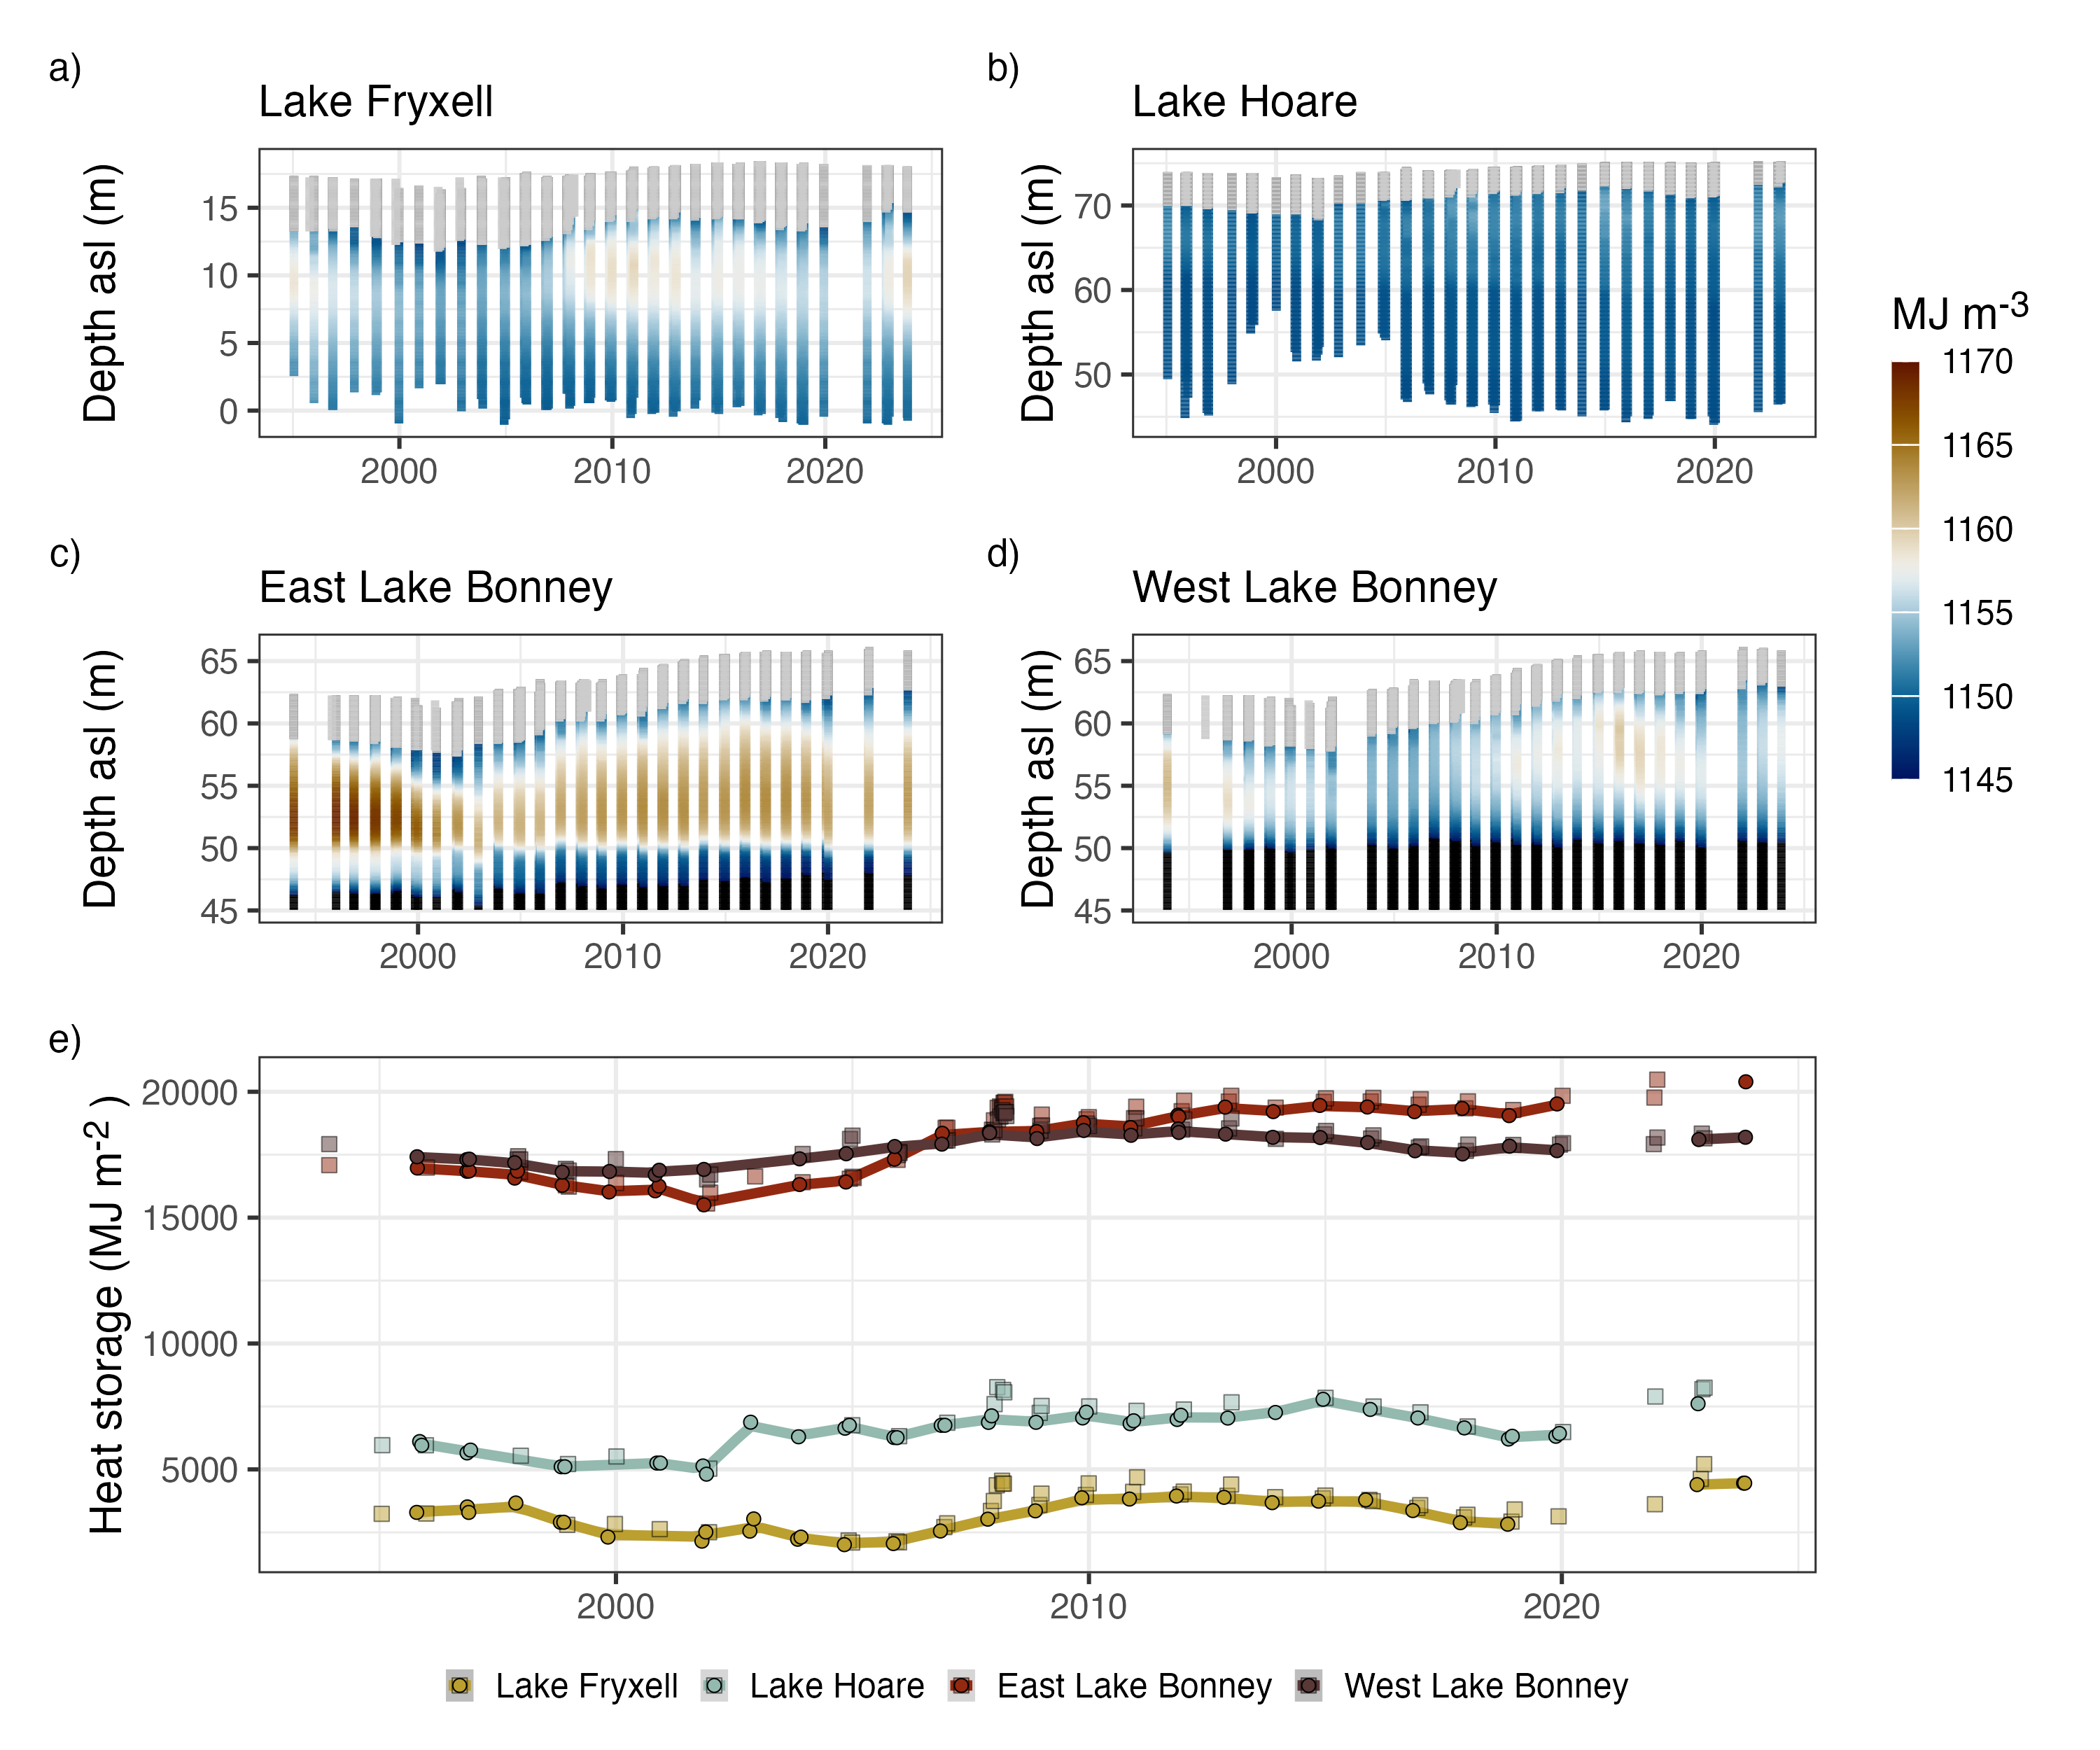 a)
Lake Fryxell
Depth asl (m)
15
10
5
0
2000 2010 2020
b)
Lake Hoare
Depth asl (m)
70
60
50
2000 2010 2020
MJ m-3
1170
1165
1160
1155
1150
1145
c)
East Lake Bonney
Depth asl (m)
65
60
55
50
45
2000 2010 2020
d)
West Lake Bonney
Depth asl (m)
65
60
55
50
45
2000 2010 2020
e)
Heat storage (MJ m-2)
20000
15000
10000
5000
2000 2010 2020
Lake Fryxell Lake Hoare East Lake Bonney West Lake Bonney